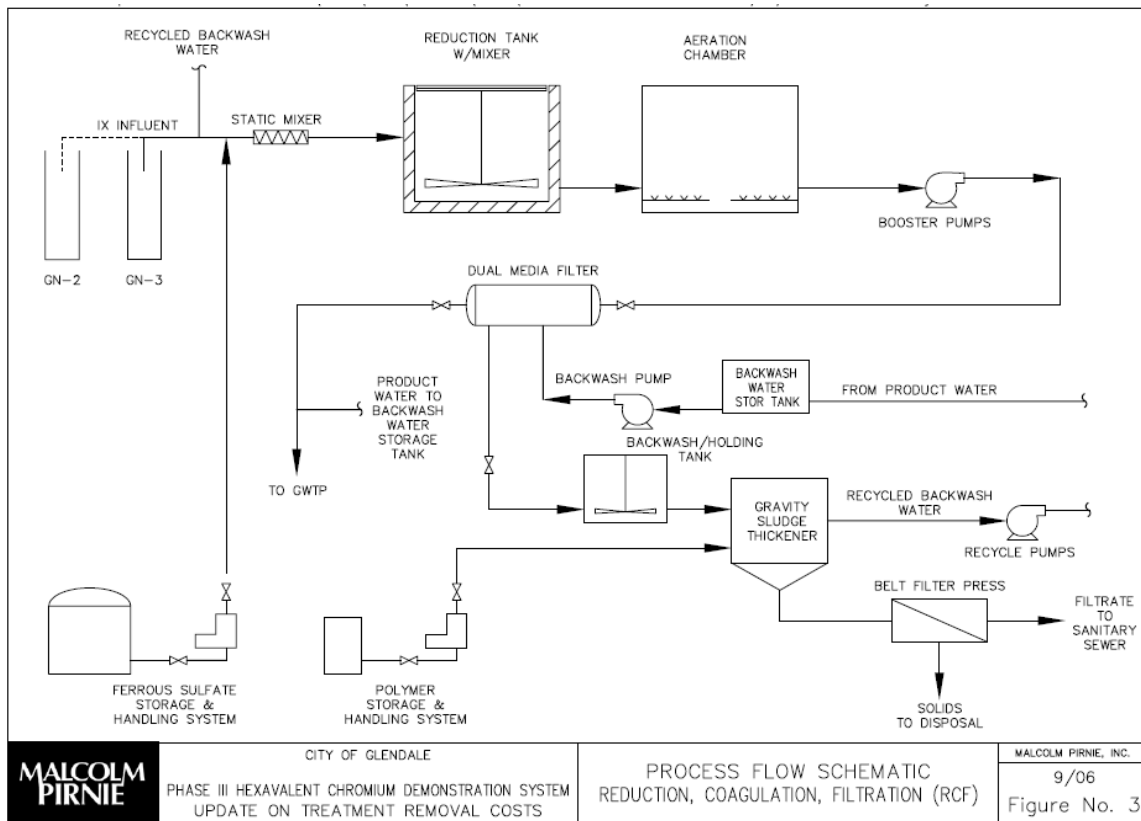 RECYCLED BACKWASH
WATER
REDUCTION TANK
W/MIXER
AERATION
CHAMBER
IX INFLUENT
STATIC MIXER
BOOSTER PUMPS
GN-2
GN-3
DUAL MEDIA FILTER
PRODUCT
WATER TO
BACKWASH
WATER
STORAGE
TANK
BACKWASH PUMP
BACKWASH
WATER
STOR TANK
FROM PRODUCT WATER
BACKWASH/HOLDING
TANK
TO GWTP
GRAVITY
SLUDGE
THICKENER
RECYCLED BACKWASH
WATER
RECYCLE PUMPS
BELT FILTER PRESS
FILTRATE
TO
SANITARY
SEWER
FERROUS SULFATE
STORAGE &
HANDLING SYSTEM
POLYMER
STORAGE &
HANDLING SYSTEM
SOLIDS
TO DISPOSAL
MALCOLM
PIRNIE
CITY OF GLENDALE
PHASE III HEXAVALENT CHROMIUM DEMONSTRATION SYSTEM
UPDATE ON TREATMENT REMOVAL COSTS
PROCESS FLOW SCHEMATIC
REDUCTION, COAGULATION, FILTRATION (RCF)
MALCOLM PIRNIE, INC.
9/06
Figure No. 3